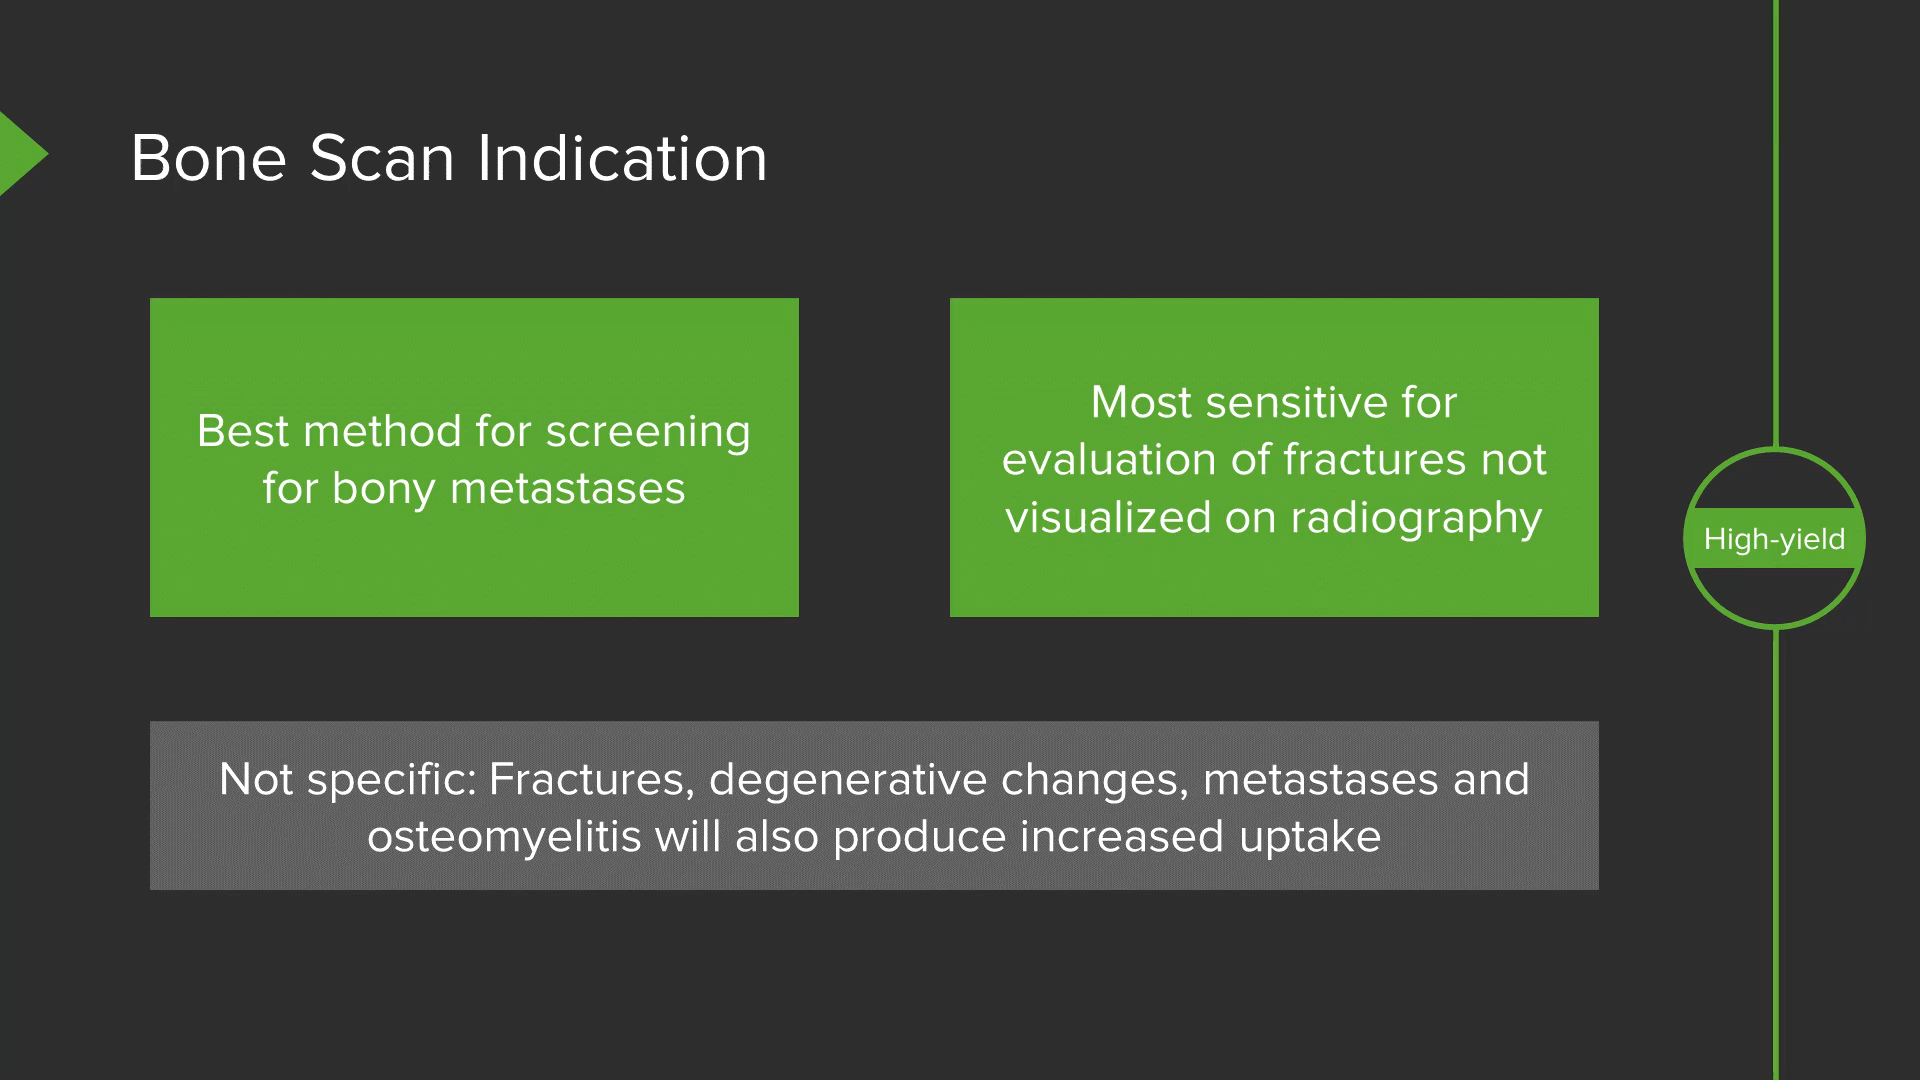 Bone Scan Indication
Best method for screening
for bony metastases
Most sensitive for
evaluation of fractures not
visualized on radiography
High-yield
Not specific: Fractures, degenerative changes, metastases and
osteomyelitis will also produce increased uptake